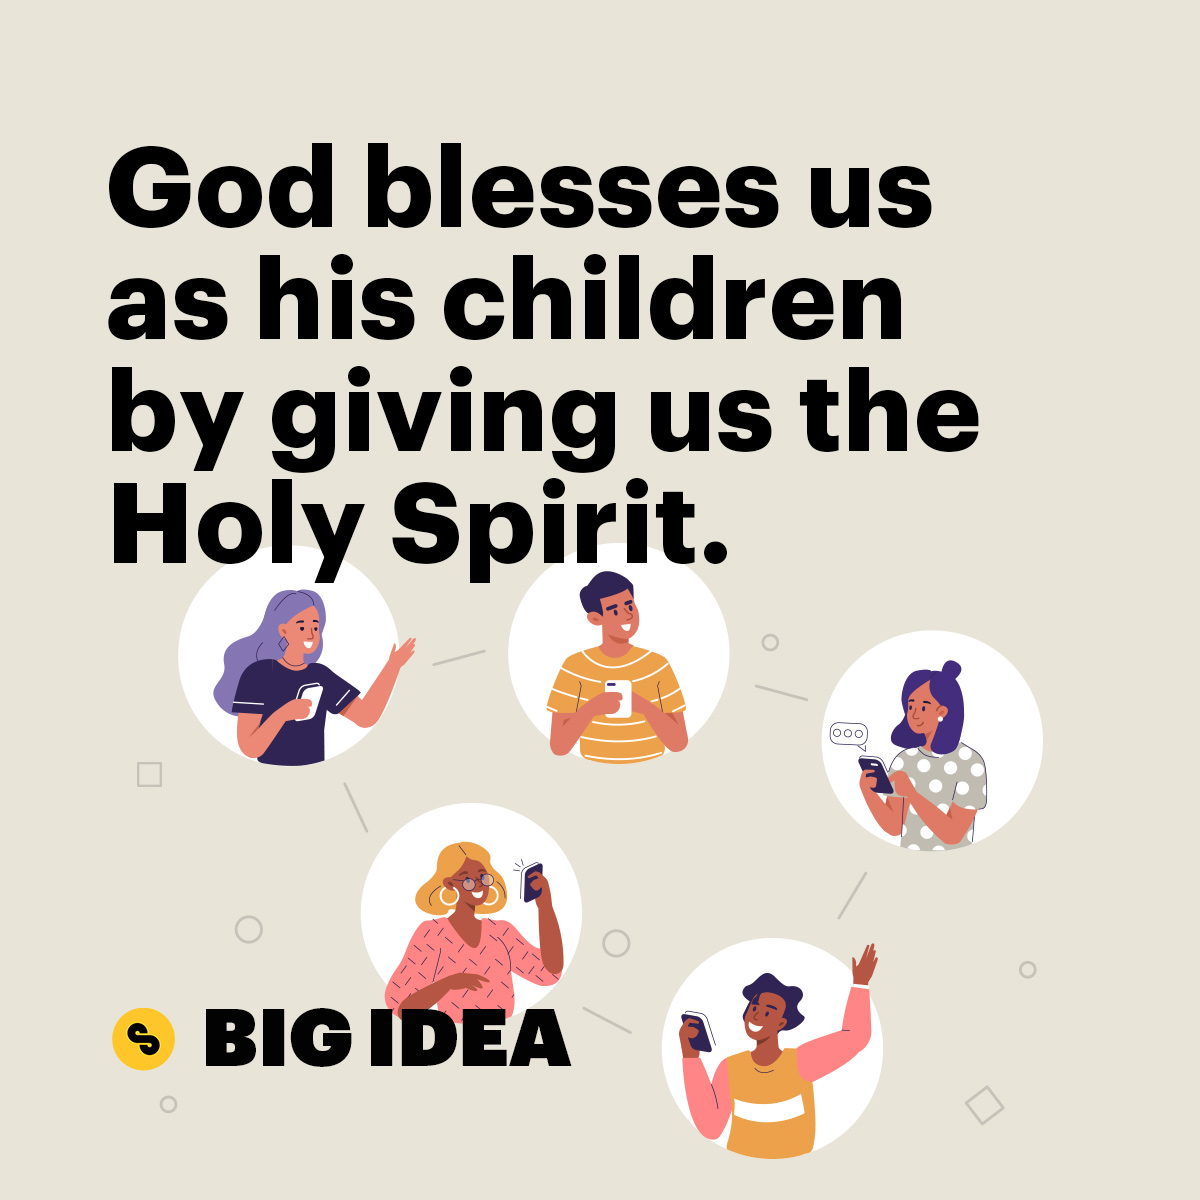 God blesses us
as his children
by giving us the
Holy Spirit.
BIG IDEA